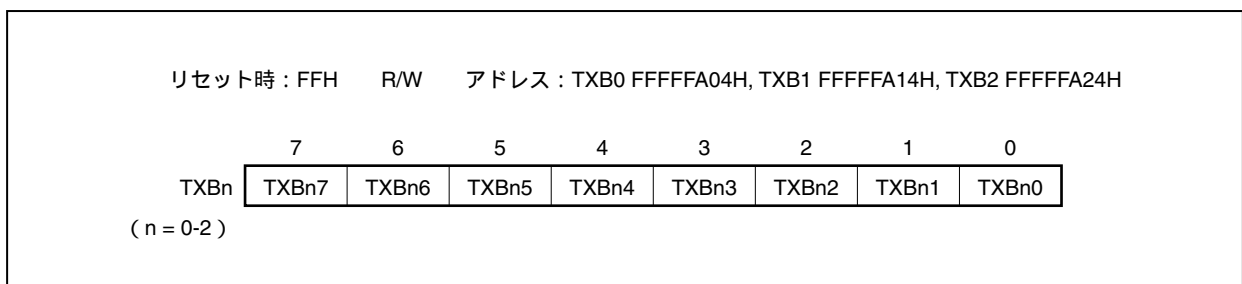 リセット時：FFH R/W アドレス：TXB0 FFFFFA04H, TXB1 FFFFFA14H, TXB2 FFFFFA24H
7 6 5 4 3 2 1 0
TXBn TXBn7 TXBn6 TXBn5 TXBn4 TXBn3 TXBn2 TXBn1 TXBn0
（n = 0-2）